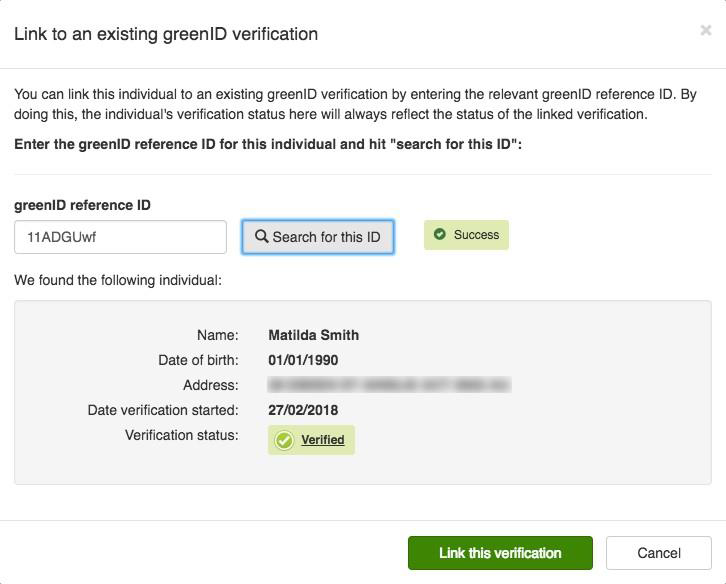 Link to an existing greenID verification
×
You can link this individual to an existing greenID verification by entering the relevant greenID reference ID. By
doing this, the individual's verification status here will always reflect the status of the linked verification.
Enter the greenID reference ID for this individual and hit "search for this ID":
greenID reference ID
11ADGUwf Search for this ID Success
We found the following individual:
Name: Matilda Smith
Date of birth: 01/01/1990
Address:
Date verification started: 27/02/2018
Verification status: Verified
Link this verification Cancel